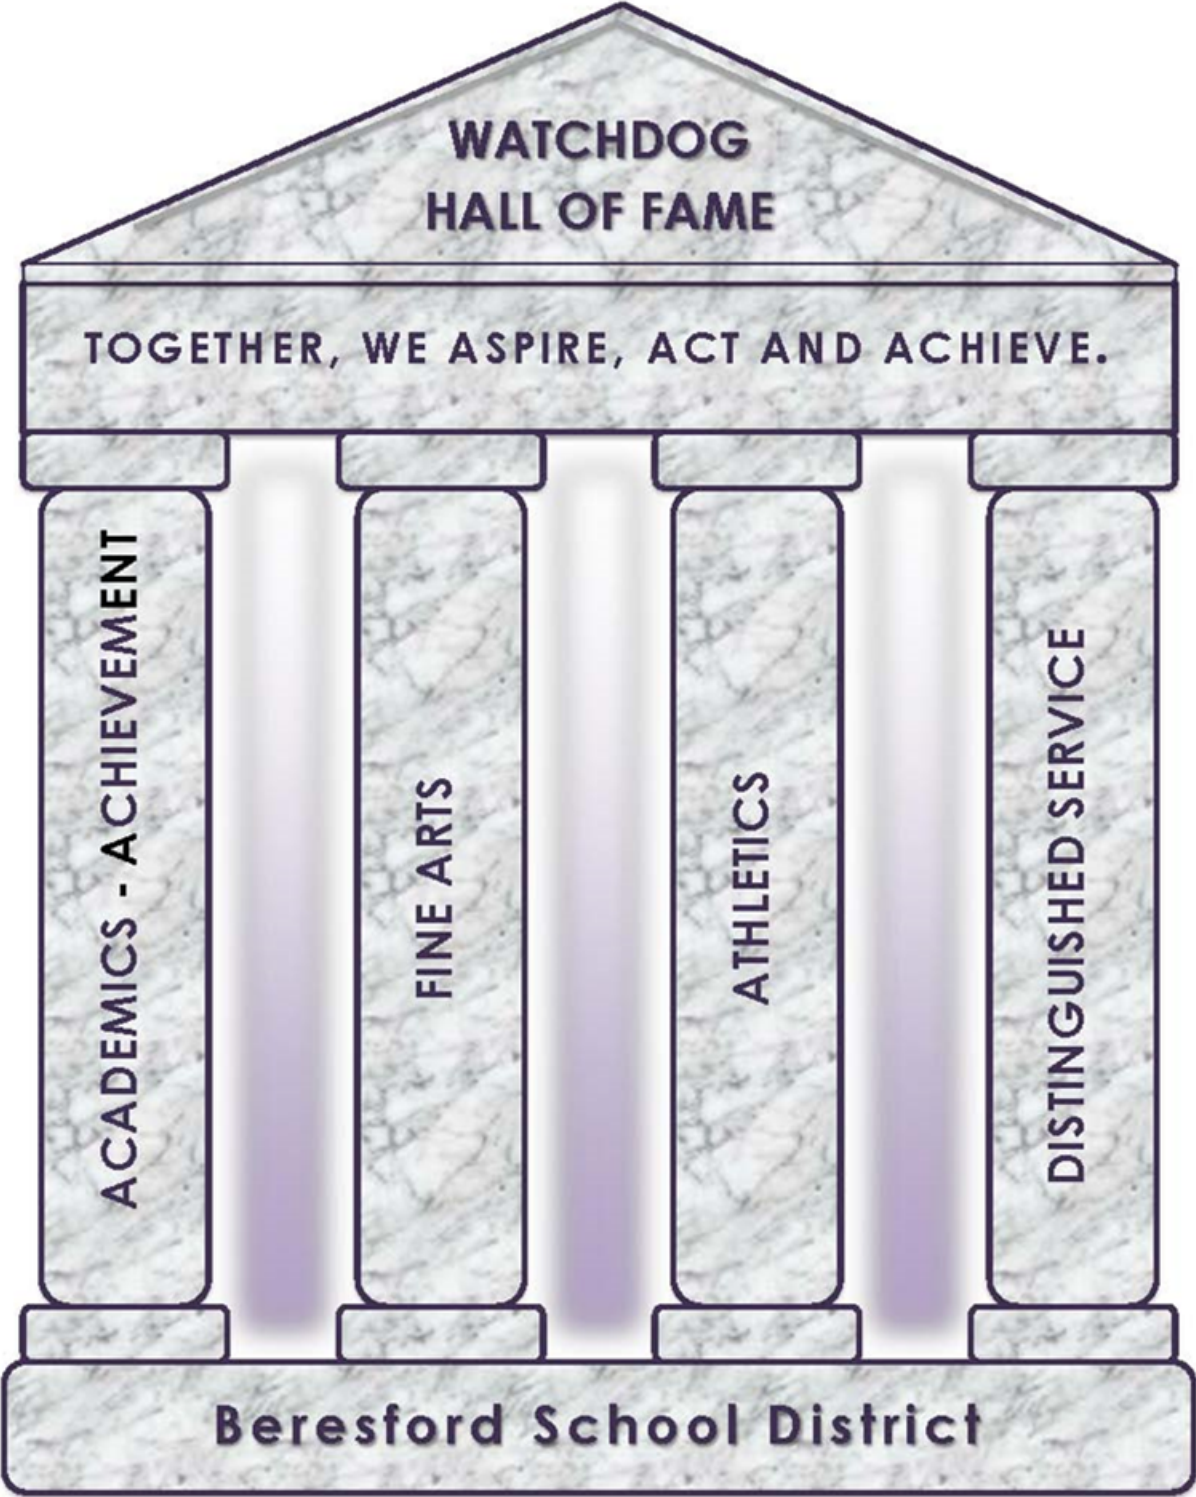 WATCHDOG
HALL OF FAME
TOGETHER, WE ASPIRE, ACT AND ACHIEVE.
ACADEMICS - ACHIEVEMENT
FINE ARTS
ATHLETICS
DISTINGUISHED SERVICE
Beresford School District